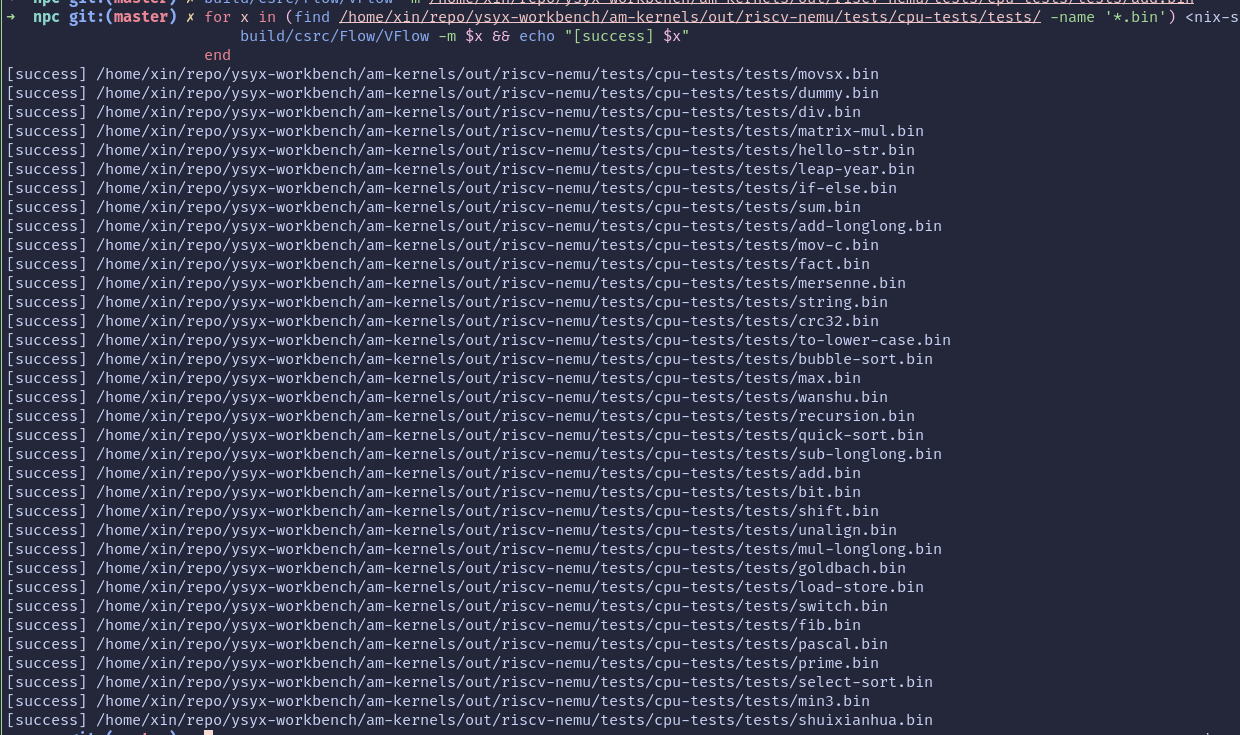 ➜ npc git:(master) ✗ for x in (find /home/xin/repo/ysyx-workbench/am-kernels/out/riscv-nemu/tests/cpu-tests/tests/ -name '*.bin') <nix-s
build/csrc/Flow/VFlow -m $x && echo "[success] $x"
end
[success] /home/xin/repo/ysyx-workbench/am-kernels/out/riscv-nemu/tests/cpu-tests/tests/movsx.bin
[success] /home/xin/repo/ysyx-workbench/am-kernels/out/riscv-nemu/tests/cpu-tests/tests/dummy.bin
[success] /home/xin/repo/ysyx-workbench/am-kernels/out/riscv-nemu/tests/cpu-tests/tests/div.bin
[success] /home/xin/repo/ysyx-workbench/am-kernels/out/riscv-nemu/tests/cpu-tests/tests/matrix-mul.bin
[success] /home/xin/repo/ysyx-workbench/am-kernels/out/riscv-nemu/tests/cpu-tests/tests/hello-str.bin
[success] /home/xin/repo/ysyx-workbench/am-kernels/out/riscv-nemu/tests/cpu-tests/tests/leap-year.bin
[success] /home/xin/repo/ysyx-workbench/am-kernels/out/riscv-nemu/tests/cpu-tests/tests/if-else.bin
[success] /home/xin/repo/ysyx-workbench/am-kernels/out/riscv-nemu/tests/cpu-tests/tests/sum.bin
[success] /home/xin/repo/ysyx-workbench/am-kernels/out/riscv-nemu/tests/cpu-tests/tests/add-longlong.bin
[success] /home/xin/repo/ysyx-workbench/am-kernels/out/riscv-nemu/tests/cpu-tests/tests/mov-c.bin
[success] /home/xin/repo/ysyx-workbench/am-kernels/out/riscv-nemu/tests/cpu-tests/tests/fact.bin
[success] /home/xin/repo/ysyx-workbench/am-kernels/out/riscv-nemu/tests/cpu-tests/tests/mersenne.bin
[success] /home/xin/repo/ysyx-workbench/am-kernels/out/riscv-nemu/tests/cpu-tests/tests/string.bin
[success] /home/xin/repo/ysyx-workbench/am-kernels/out/riscv-nemu/tests/cpu-tests/tests/crc32.bin
[success] /home/xin/repo/ysyx-workbench/am-kernels/out/riscv-nemu/tests/cpu-tests/tests/to-lower-case.bin
[success] /home/xin/repo/ysyx-workbench/am-kernels/out/riscv-nemu/tests/cpu-tests/tests/bubble-sort.bin
[success] /home/xin/repo/ysyx-workbench/am-kernels/out/riscv-nemu/tests/cpu-tests/tests/max.bin
[success] /home/xin/repo/ysyx-workbench/am-kernels/out/riscv-nemu/tests/cpu-tests/tests/wanshu.bin
[success] /home/xin/repo/ysyx-workbench/am-kernels/out/riscv-nemu/tests/cpu-tests/tests/recursion.bin
[success] /home/xin/repo/ysyx-workbench/am-kernels/out/riscv-nemu/tests/cpu-tests/tests/quick-sort.bin
[success] /home/xin/repo/ysyx-workbench/am-kernels/out/riscv-nemu/tests/cpu-tests/tests/sub-longlong.bin
[success] /home/xin/repo/ysyx-workbench/am-kernels/out/riscv-nemu/tests/cpu-tests/tests/add.bin
[success] /home/xin/repo/ysyx-workbench/am-kernels/out/riscv-nemu/tests/cpu-tests/tests/bit.bin
[success] /home/xin/repo/ysyx-workbench/am-kernels/out/riscv-nemu/tests/cpu-tests/tests/shift.bin
[success] /home/xin/repo/ysyx-workbench/am-kernels/out/riscv-nemu/tests/cpu-tests/tests/unalign.bin
[success] /home/xin/repo/ysyx-workbench/am-kernels/out/riscv-nemu/tests/cpu-tests/tests/mul-longlong.bin
[success] /home/xin/repo/ysyx-workbench/am-kernels/out/riscv-nemu/tests/cpu-tests/tests/goldbach.bin
[success] /home/xin/repo/ysyx-workbench/am-kernels/out/riscv-nemu/tests/cpu-tests/tests/load-store.bin
[success] /home/xin/repo/ysyx-workbench/am-kernels/out/riscv-nemu/tests/cpu-tests/tests/switch.bin
[success] /home/xin/repo/ysyx-workbench/am-kernels/out/riscv-nemu/tests/cpu-tests/tests/fib.bin
[success] /home/xin/repo/ysyx-workbench/am-kernels/out/riscv-nemu/tests/cpu-tests/tests/pascal.bin
[success] /home/xin/repo/ysyx-workbench/am-kernels/out/riscv-nemu/tests/cpu-tests/tests/prime.bin
[success] /home/xin/repo/ysyx-workbench/am-kernels/out/riscv-nemu/tests/cpu-tests/tests/select-sort.bin
[success] /home/xin/repo/ysyx-workbench/am-kernels/out/riscv-nemu/tests/cpu-tests/tests/min3.bin
[success] /home/xin/repo/ysyx-workbench/am-kernels/out/riscv-nemu/tests/cpu-tests/tests/shuixianhua.bin